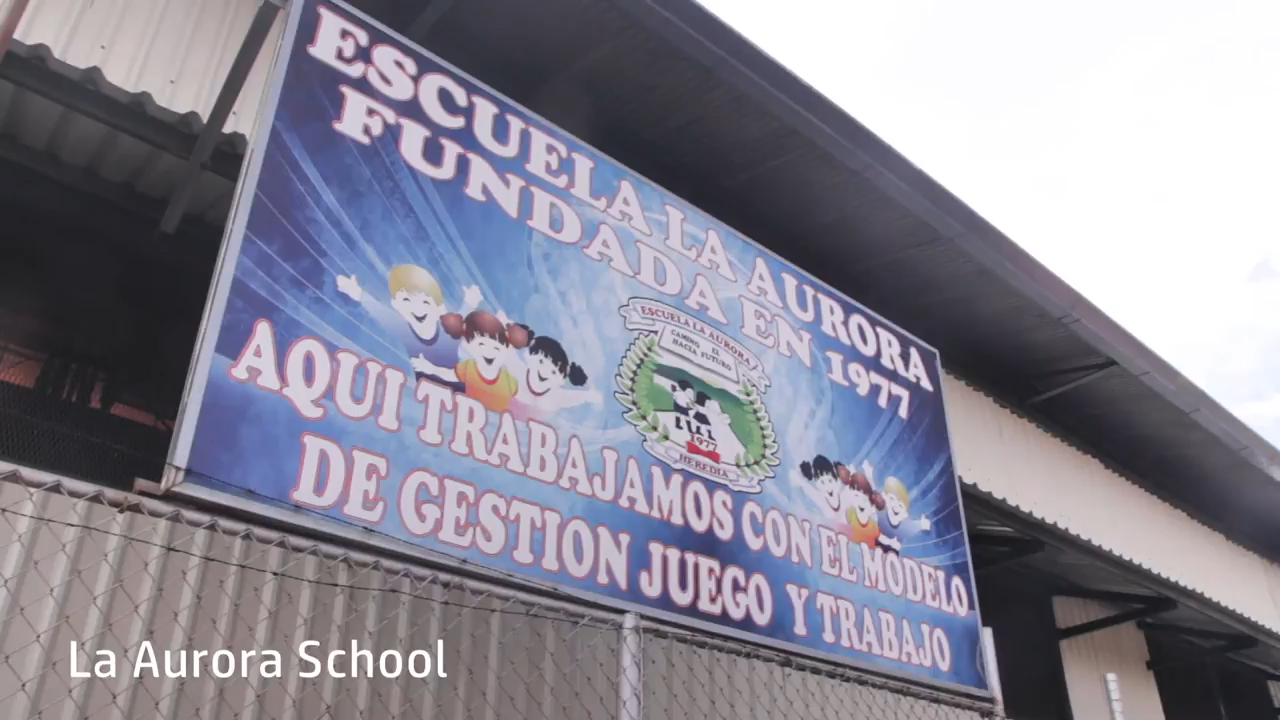 ESCUELA LA AURORA
FUNDADA EN 1977
ESCUELA LA AURORA
CAMINO EL
HACIA FUTURO
1977
HEREDIA
AQUI TRABAJAMOS CON EL MODELO
DE GESTION JUEGO Y TRABAJO
La Aurora School